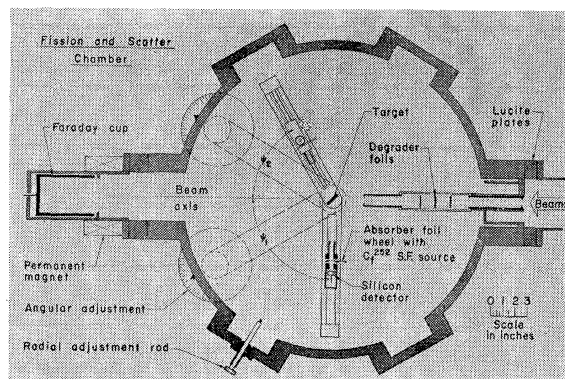 Fission and Scatter
Chamber
Faraday cup
Target
Lucite
plates
Degrader
foils
ψ2
Beam
axis
Beam
ψ1
Absorber foil
wheel with
Cf252 S.F. source
Permanent
magnet
Silicon
detector
Angular adjustment
0 1 2 3
Scale
in inches
Radial adjustment rod